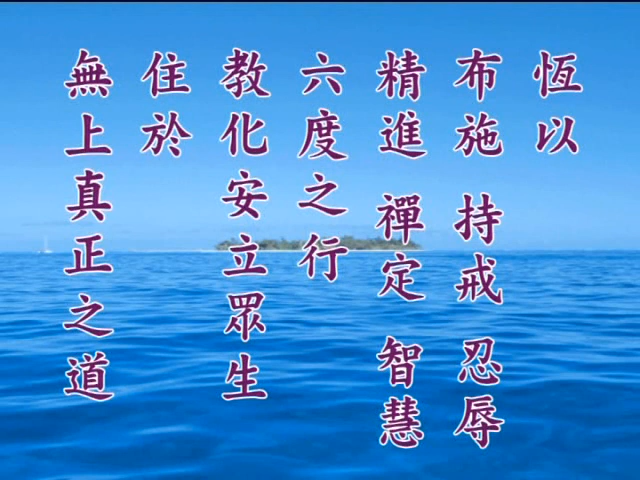 恆以
布施 持戒 忍辱
精進 禪定 智慧
六度之行
教化安立眾生
住於
無上真正之道